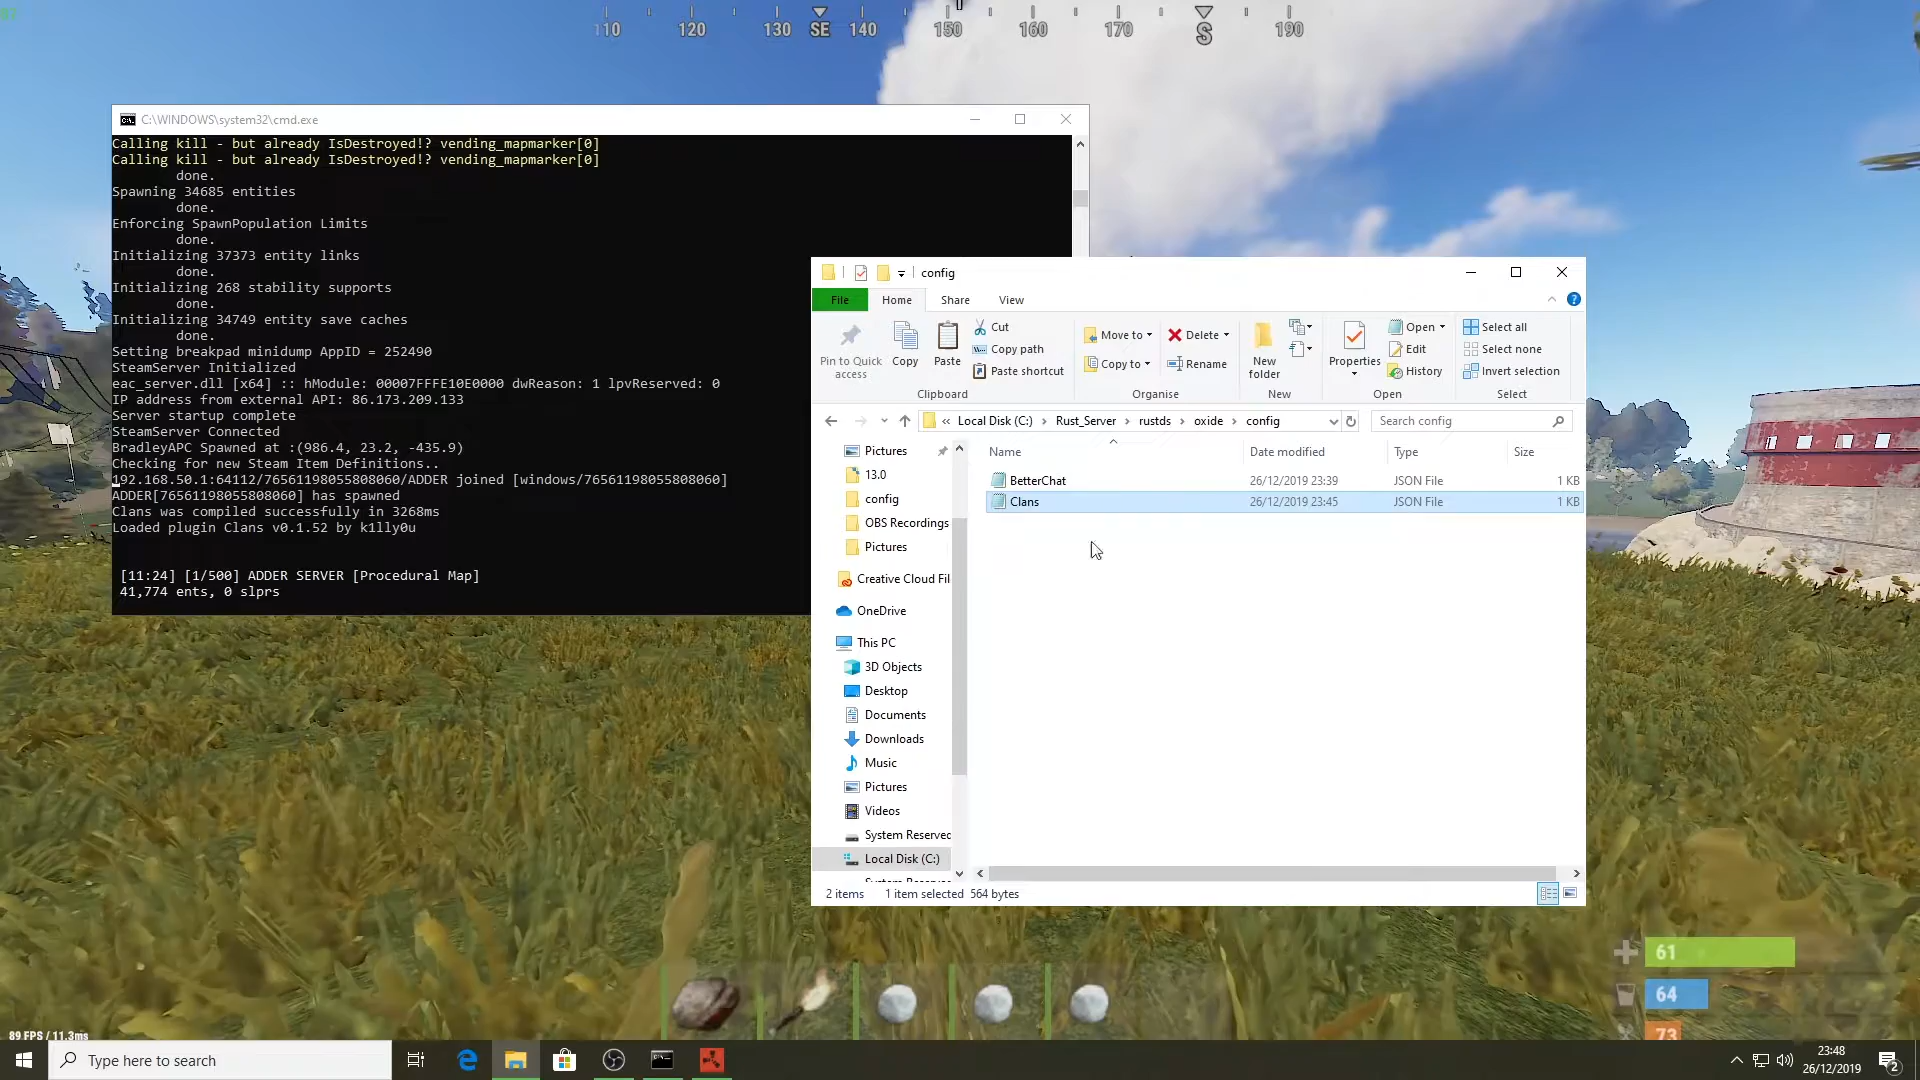 110 120 130 SE 140 150 160 170 S 190
C:\WINDOWS\system32\cmd.exe
Calling kill - but already IsDestroyed!? vending_mapmarker[0]
Calling kill - but already IsDestroyed!? vending_mapmarker[0]
done.
Spawning 34685 entities
done.
Enforcing SpawnPopulation Limits
done.
Initializing 37373 entity links
done.
Initializing 268 stability supports
done.
Initializing 34749 entity save caches
done.
Setting breakpad minidump AppID = 252490
SteamServer Initialized
eac_server.dll [x64] :: hModule: 00007FFFE10E0000 dwReason: 1 lpvReserved: 0
IP address from external API: 86.173.209.133
Server startup complete
SteamServer Connected
BradleyAPC Spawned at :(986.4, 23.2, -435.9)
Checking for new Steam Item Definitions..
192.168.50.1:64112/76561198055808060/ADDER joined [windows/76561198055808060]
ADDER[76561198055808060] has spawned
Clans was compiled successfully in 3268ms
Loaded plugin Clans v0.1.52 by k1lly0u
[11:24] [1/500] ADDER SERVER [Procedural Map]
41,774 ents, 0 slprs
config
File Home Share View
Pin to Quick access
Copy
Paste
Cut
Copy path
Paste shortcut
Clipboard
Move to
Copy to
Delete
Rename
Organise
New folder
New
Properties
Open
Edit
History
Open
Select all
Select none
Invert selection
Select
« Local Disk (C:) › Rust_Server › rustds › oxide › config
Search config
Pictures
13.0
config
OBS Recordings
Pictures
Creative Cloud Fil
OneDrive
This PC
3D Objects
Desktop
Documents
Downloads
Music
Pictures
Videos
System Reserved
Local Disk (C:)
Name Date modified Type Size
BetterChat 26/12/2019 23:39 JSON File 1 KB
Clans 26/12/2019 23:45 JSON File 1 KB
2 items 1 item selected 564 bytes
61
64
73
89 FPS / 11.3ms
Type here to search
23:48
26/12/2019
2